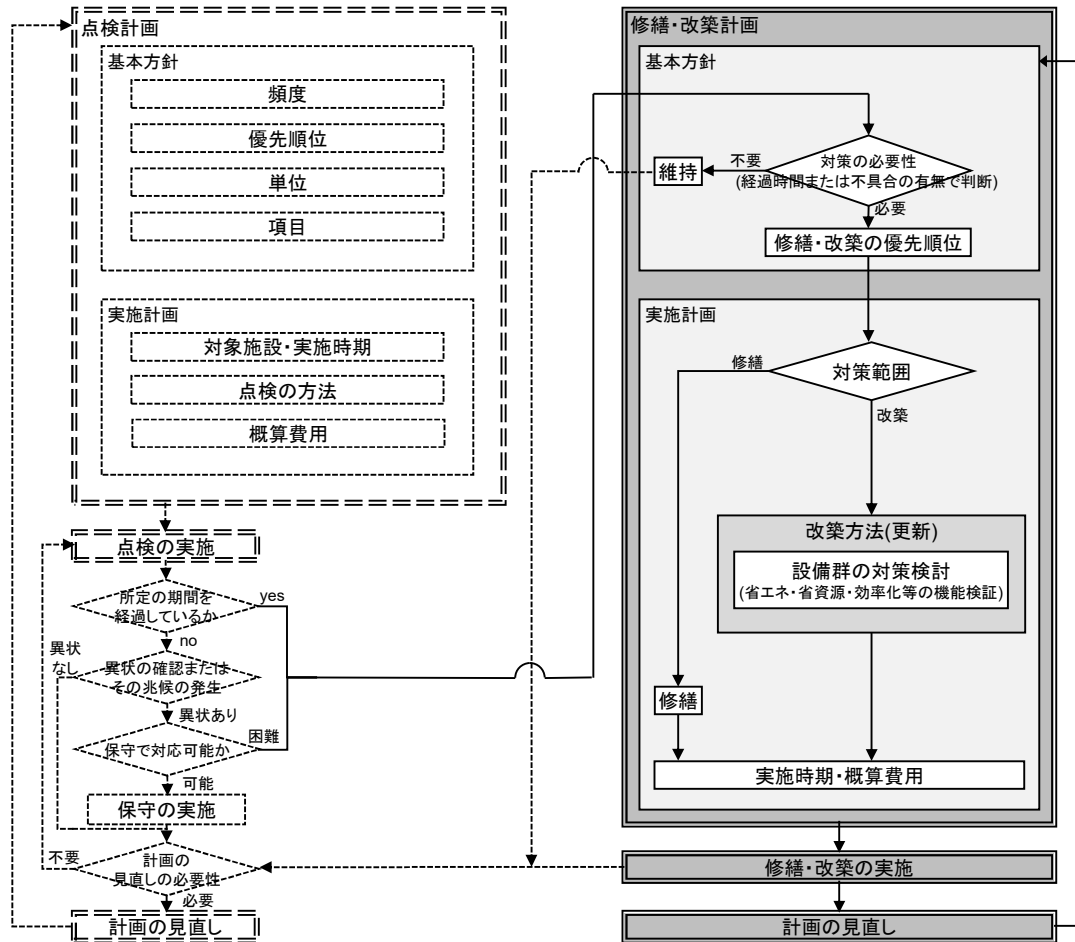 点検計画
基本方針
頻度
優先順位
単位
項目
実施計画
対象施設・実施時期
点検の方法
概算費用
点検の実施
所定の期間を
経過しているか
yes
no
異状
なし
異状の確認または
その兆候の発生
異状あり
保守で対応可能か
困難
可能
保守の実施
不要
計画の
見直しの必要性
必要
計画の見直し
修繕・改築計画
基本方針
対策の必要性
(経過時間または不具合の有無で判断)
不要
維持
必要
修繕・改築の優先順位
実施計画
対策範囲
修繕
改築
改築方法(更新)
設備群の対策検討
(省エネ・省資源・効率化等の機能検証)
修繕
実施時期・概算費用
修繕・改築の実施
計画の見直し